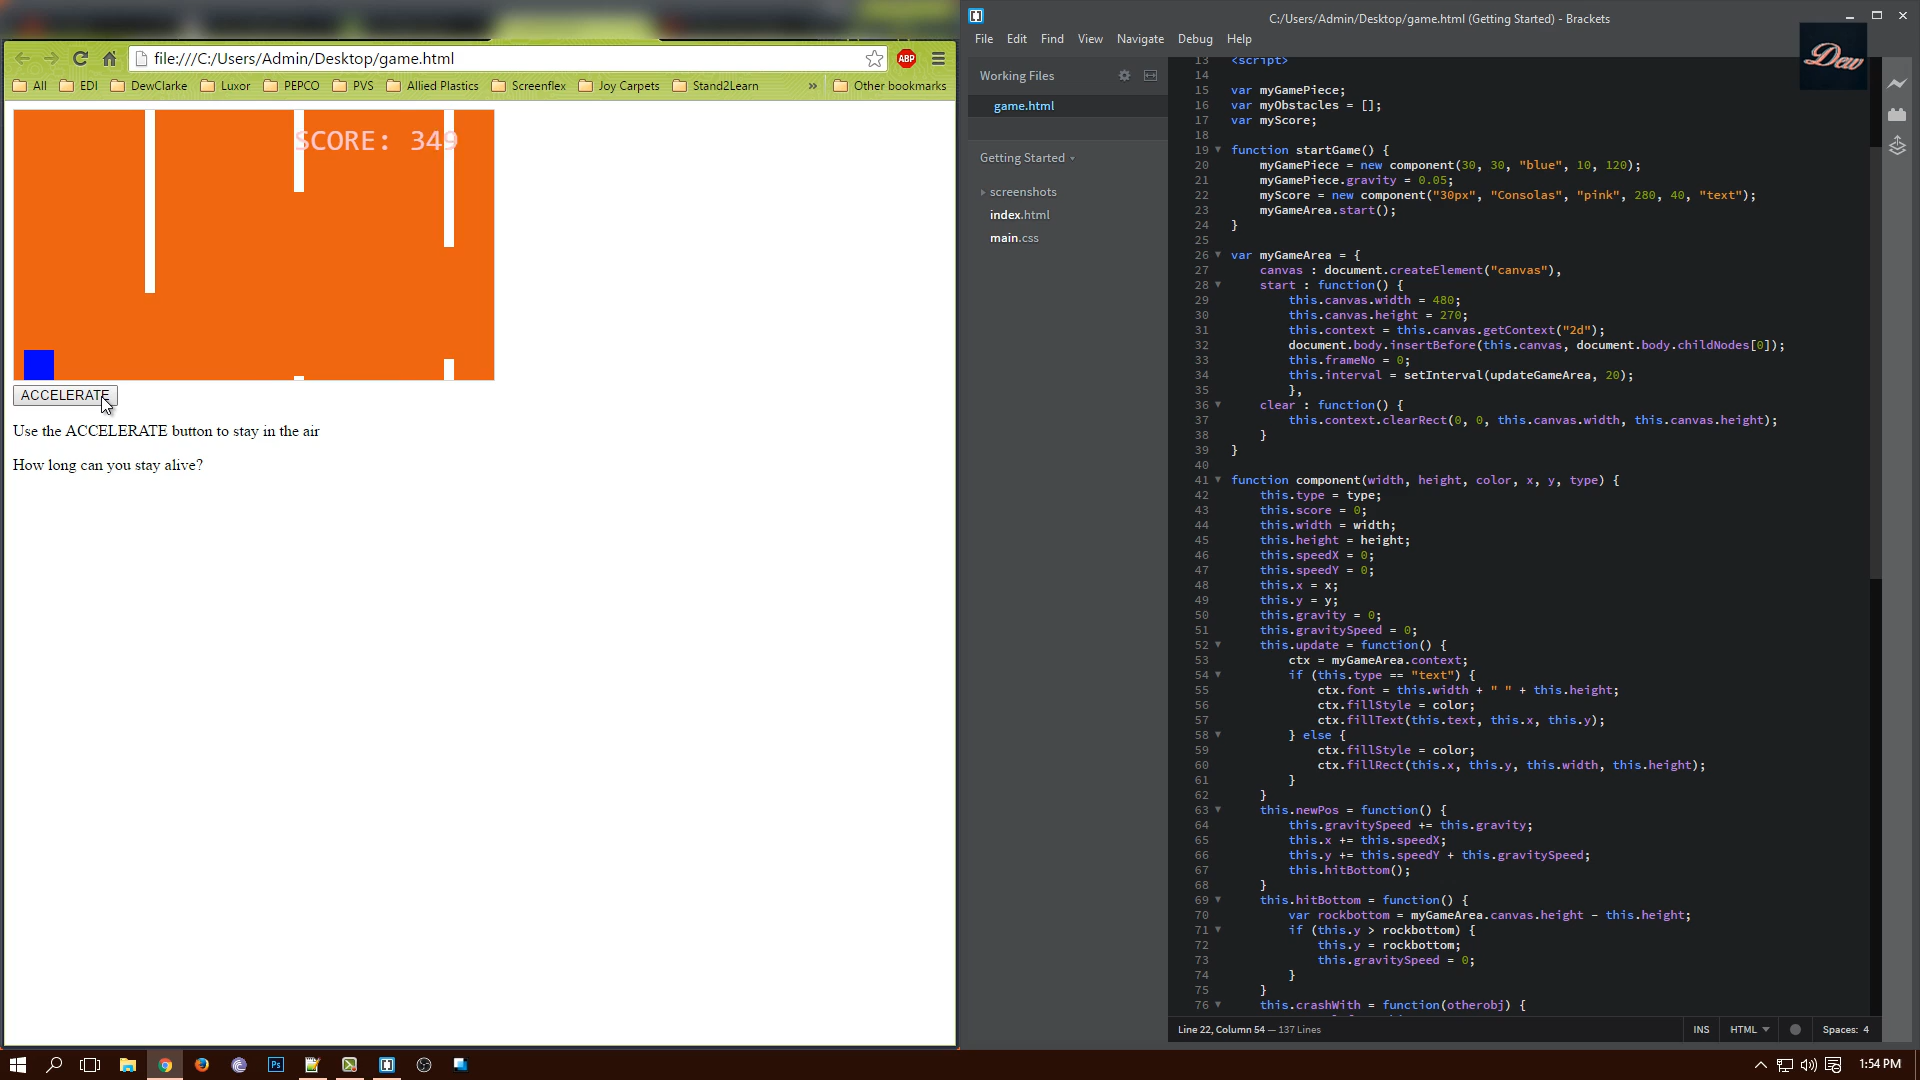 file:///C:/Users/Admin/Desktop/game.html
ABP
All
EDI
DewClarke
Luxor
PEPCO
PVS
Allied Plastics
Screenflex
Joy Carpets
Stand2Learn
»
Other bookmarks
SCORE: 349
ACCELERATE
Use the ACCELERATE button to stay in the air
How long can you stay alive?
C:/Users/Admin/Desktop/game.html (Getting Started) - Brackets
File Edit Find View Navigate Debug Help
Dew
Working Files
game.html
Getting Started
screenshots
index.html
main.css
13 <script>
14
15 var myGamePiece;
16 var myObstacles = [];
17 var myScore;
18
19 function startGame() {
20 myGamePiece = new component(30, 30, "blue", 10, 120);
21 myGamePiece.gravity = 0.05;
22 myScore = new component("30px", "Consolas", "pink", 280, 40, "text");
23 myGameArea.start();
24 }
25
26 var myGameArea = {
27 canvas : document.createElement("canvas"),
28 start : function() {
29 this.canvas.width = 480;
30 this.canvas.height = 270;
31 this.context = this.canvas.getContext("2d");
32 document.body.insertBefore(this.canvas, document.body.childNodes[0]);
33 this.frameNo = 0;
34 this.interval = setInterval(updateGameArea, 20);
35 },
36 clear : function() {
37 this.context.clearRect(0, 0, this.canvas.width, this.canvas.height);
38 }
39 }
40
41 function component(width, height, color, x, y, type) {
42 this.type = type;
43 this.score = 0;
44 this.width = width;
45 this.height = height;
46 this.speedX = 0;
47 this.speedY = 0;
48 this.x = x;
49 this.y = y;
50 this.gravity = 0;
51 this.gravitySpeed = 0;
52 this.update = function() {
53 ctx = myGameArea.context;
54 if (this.type == "text") {
55 ctx.font = this.width + " " + this.height;
56 ctx.fillStyle = color;
57 ctx.fillText(this.text, this.x, this.y);
58 } else {
59 ctx.fillStyle = color;
60 ctx.fillRect(this.x, this.y, this.width, this.height);
61 }
62 }
63 this.newPos = function() {
64 this.gravitySpeed += this.gravity;
65 this.x += this.speedX;
66 this.y += this.speedY + this.gravitySpeed;
67 this.hitBottom();
68 }
69 this.hitBottom = function() {
70 var rockbottom = myGameArea.canvas.height - this.height;
71 if (this.y > rockbottom) {
72 this.y = rockbottom;
73 this.gravitySpeed = 0;
74 }
75 }
76 this.crashWith = function(otherobj) {
Line 22, Column 54 — 137 Lines
INS
HTML
Spaces: 4
Ps
1:54 PM